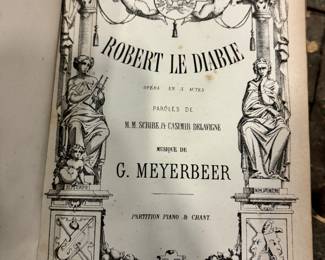 ROBERT LE DIABLE
OPÉRA EN 5 ACTES
PAROLES DE
M.M. SCRIBE & CASIMIR DELAVIGNE
MUSIQUE DE
G. MEYERBEER
PARTITION PIANO & CHANT